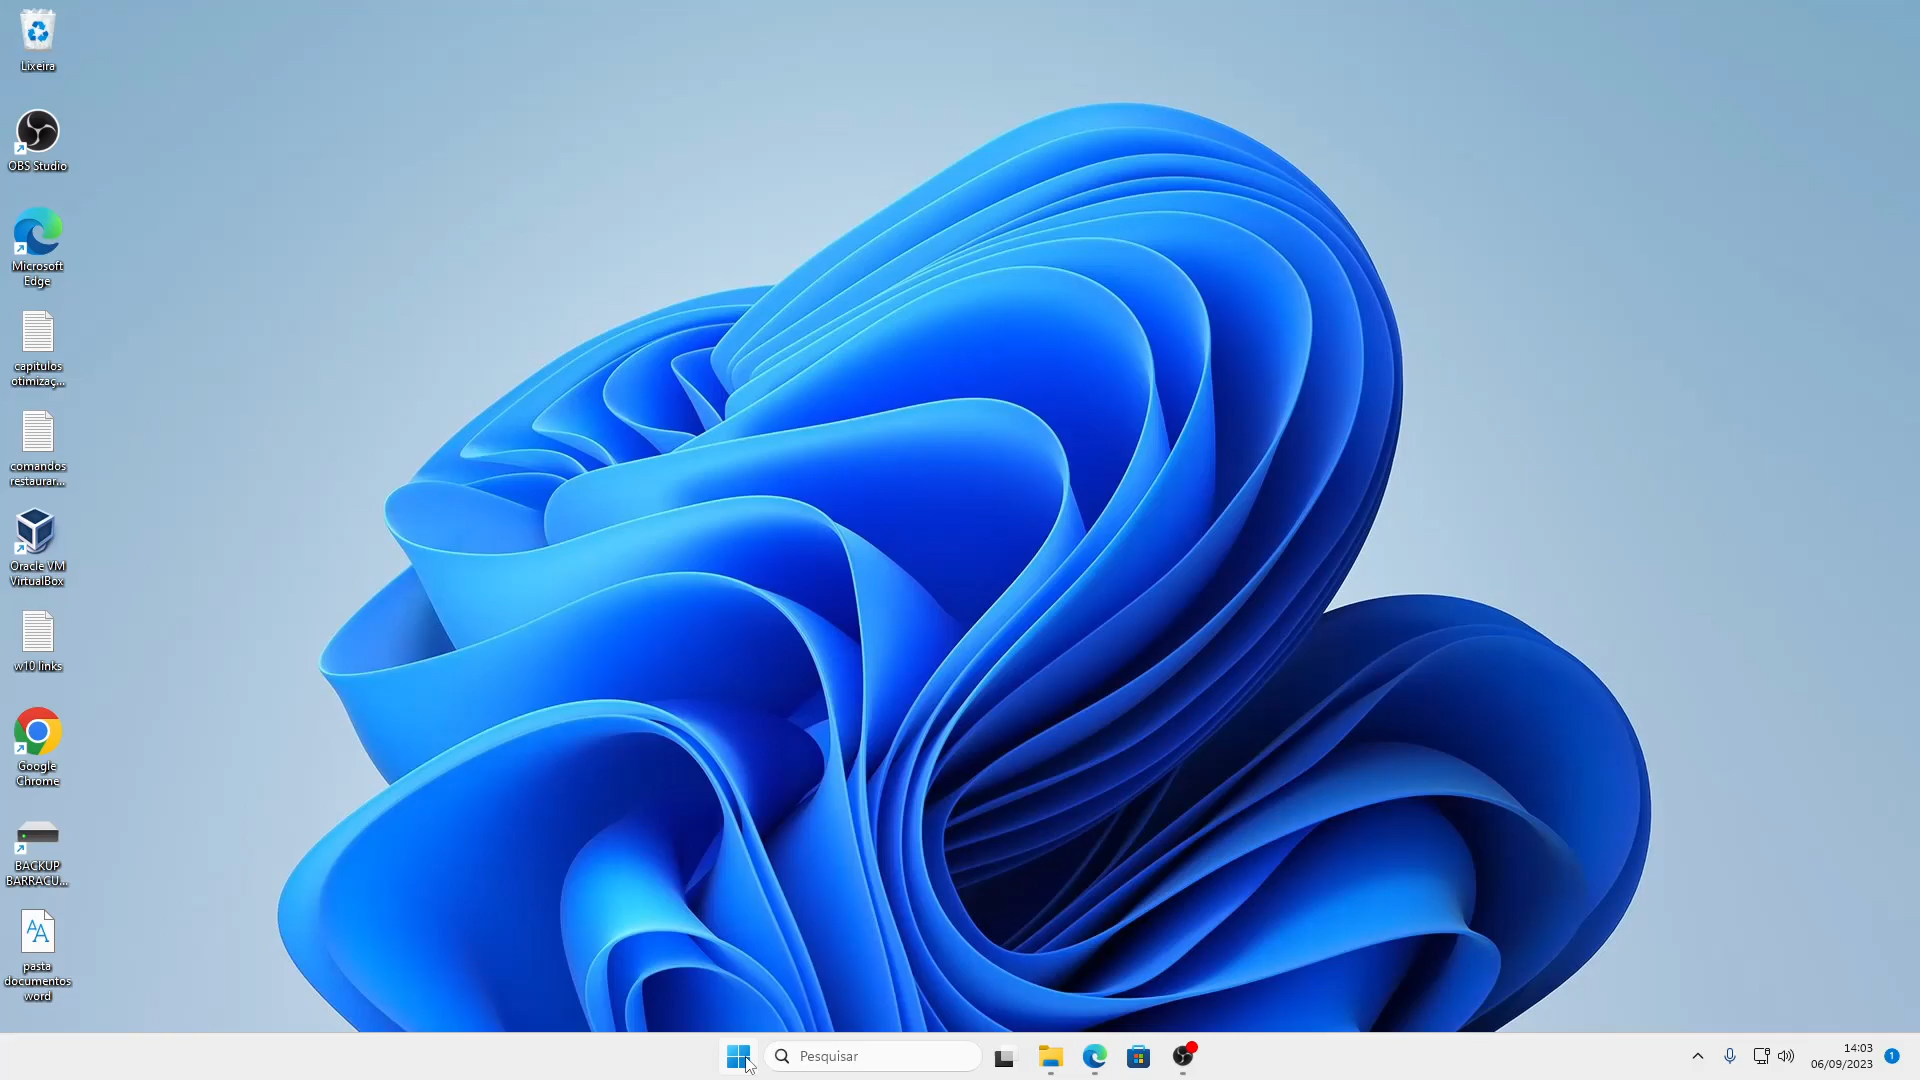 Lixeira
OBS Studio
Microsoft
Edge
capitulos
otimizaç...
comandos
restaurar...
Oracle VM
VirtualBox
w10 links
Google
Chrome
BACKUP
BARRACU...
pasta
documentos
word
Pesquisar
14:03
06/09/2023
1